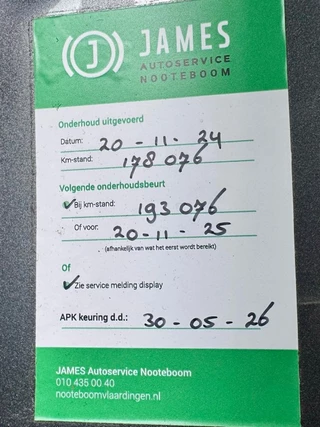 J JAMES
AUTOSERVICE
NOOTEBOOM
Onderhoud uitgevoerd
Datum: 20 - 11 - 24
Km-stand: 178 076
Volgende onderhoudsbeurt
Bij km-stand: 193 076
Of voor: 20 - 11 - 25
(afhankelijk van wat het eerst wordt bereikt)
Of
Zie service melding display
APK keuring d.d.: 30 - 05 - 26
JAMES Autoservice Nooteboom
010 435 00 40
nooteboomvlaardingen.nl